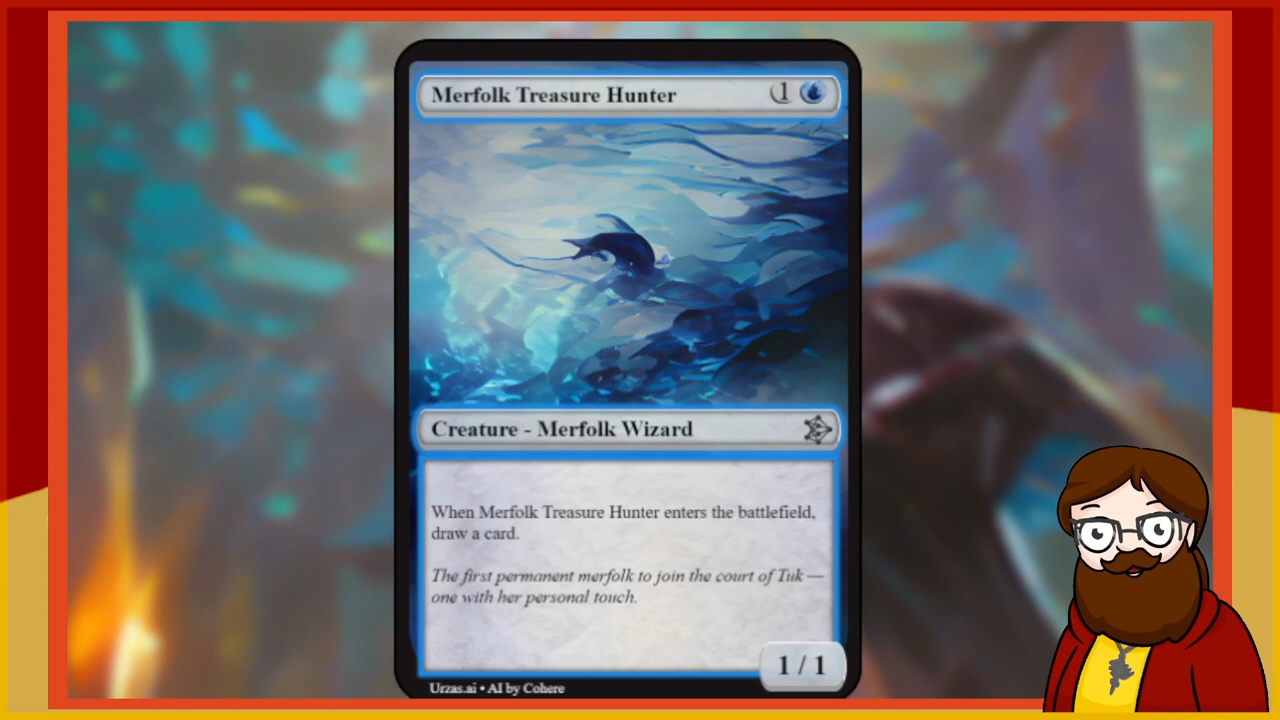 Merfolk Treasure Hunter 1
Creature - Merfolk Wizard
When Merfolk Treasure Hunter enters the battlefield,
draw a card.
The first permanent merfolk to join the court of Tuk —
one with her personal touch.
1 / 1
Urzas.ai • AI by Cohere